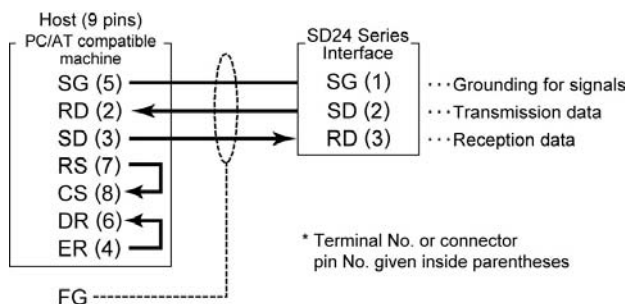 Host (9 pins)
PC/AT compatible
machine
SG (5)
RD (2)
SD (3)
RS (7)
CS (8)
DR (6)
ER (4)
FG
SD24 Series
Interface
SG (1)
SD (2)
RD (3)
···Grounding for signals
···Transmission data
···Reception data
* Terminal No. or connector
pin No. given inside parentheses